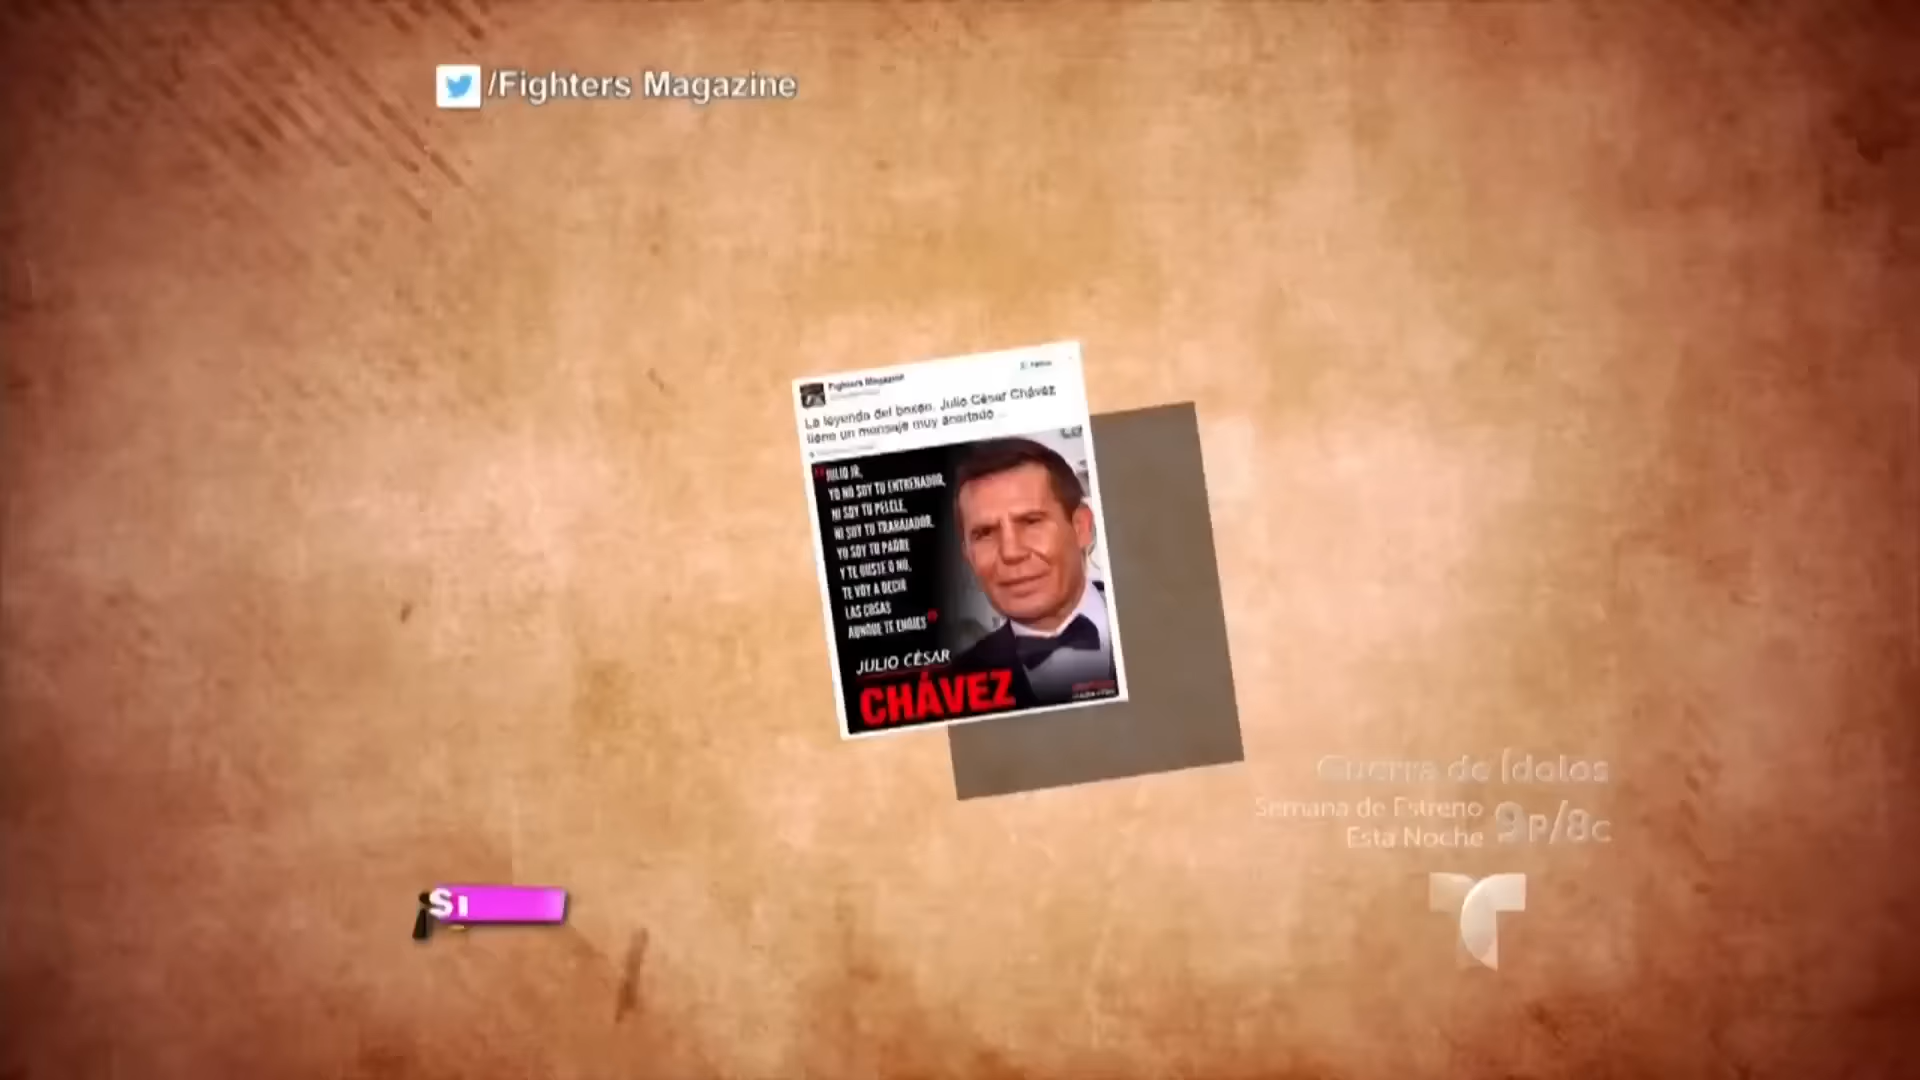 /Fighters Magazine
Fighters Magazine
La leyenda del boxeo, Julio César Chávez
tiene un mensaje muy acertado ...
"JULIO JR,
YO NO SOY TU ENTRENADOR,
NI SOY TU PELELE,
NI SOY TU TRABAJADOR,
YO SOY TU PADRE
Y TE GUSTE O NO,
TE VOY A DECIR
LAS COSAS
AUNQUE TE ENOJES"
JULIO CÉSAR
CHÁVEZ
Guerra de Ídolos
Semana de Estreno
Esta Noche 9P/8C
SI